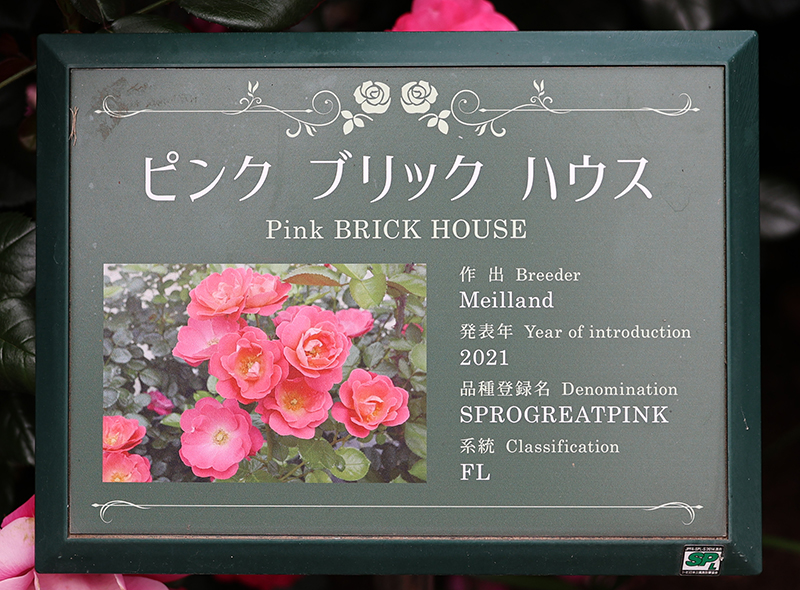 ピンク ブリック ハウス
Pink BRICK HOUSE
作 出 Breeder
Meilland
発表年 Year of introduction
2021
品種登録名 Denomination
SPROGREATPINK
系統 Classification
FL
SP